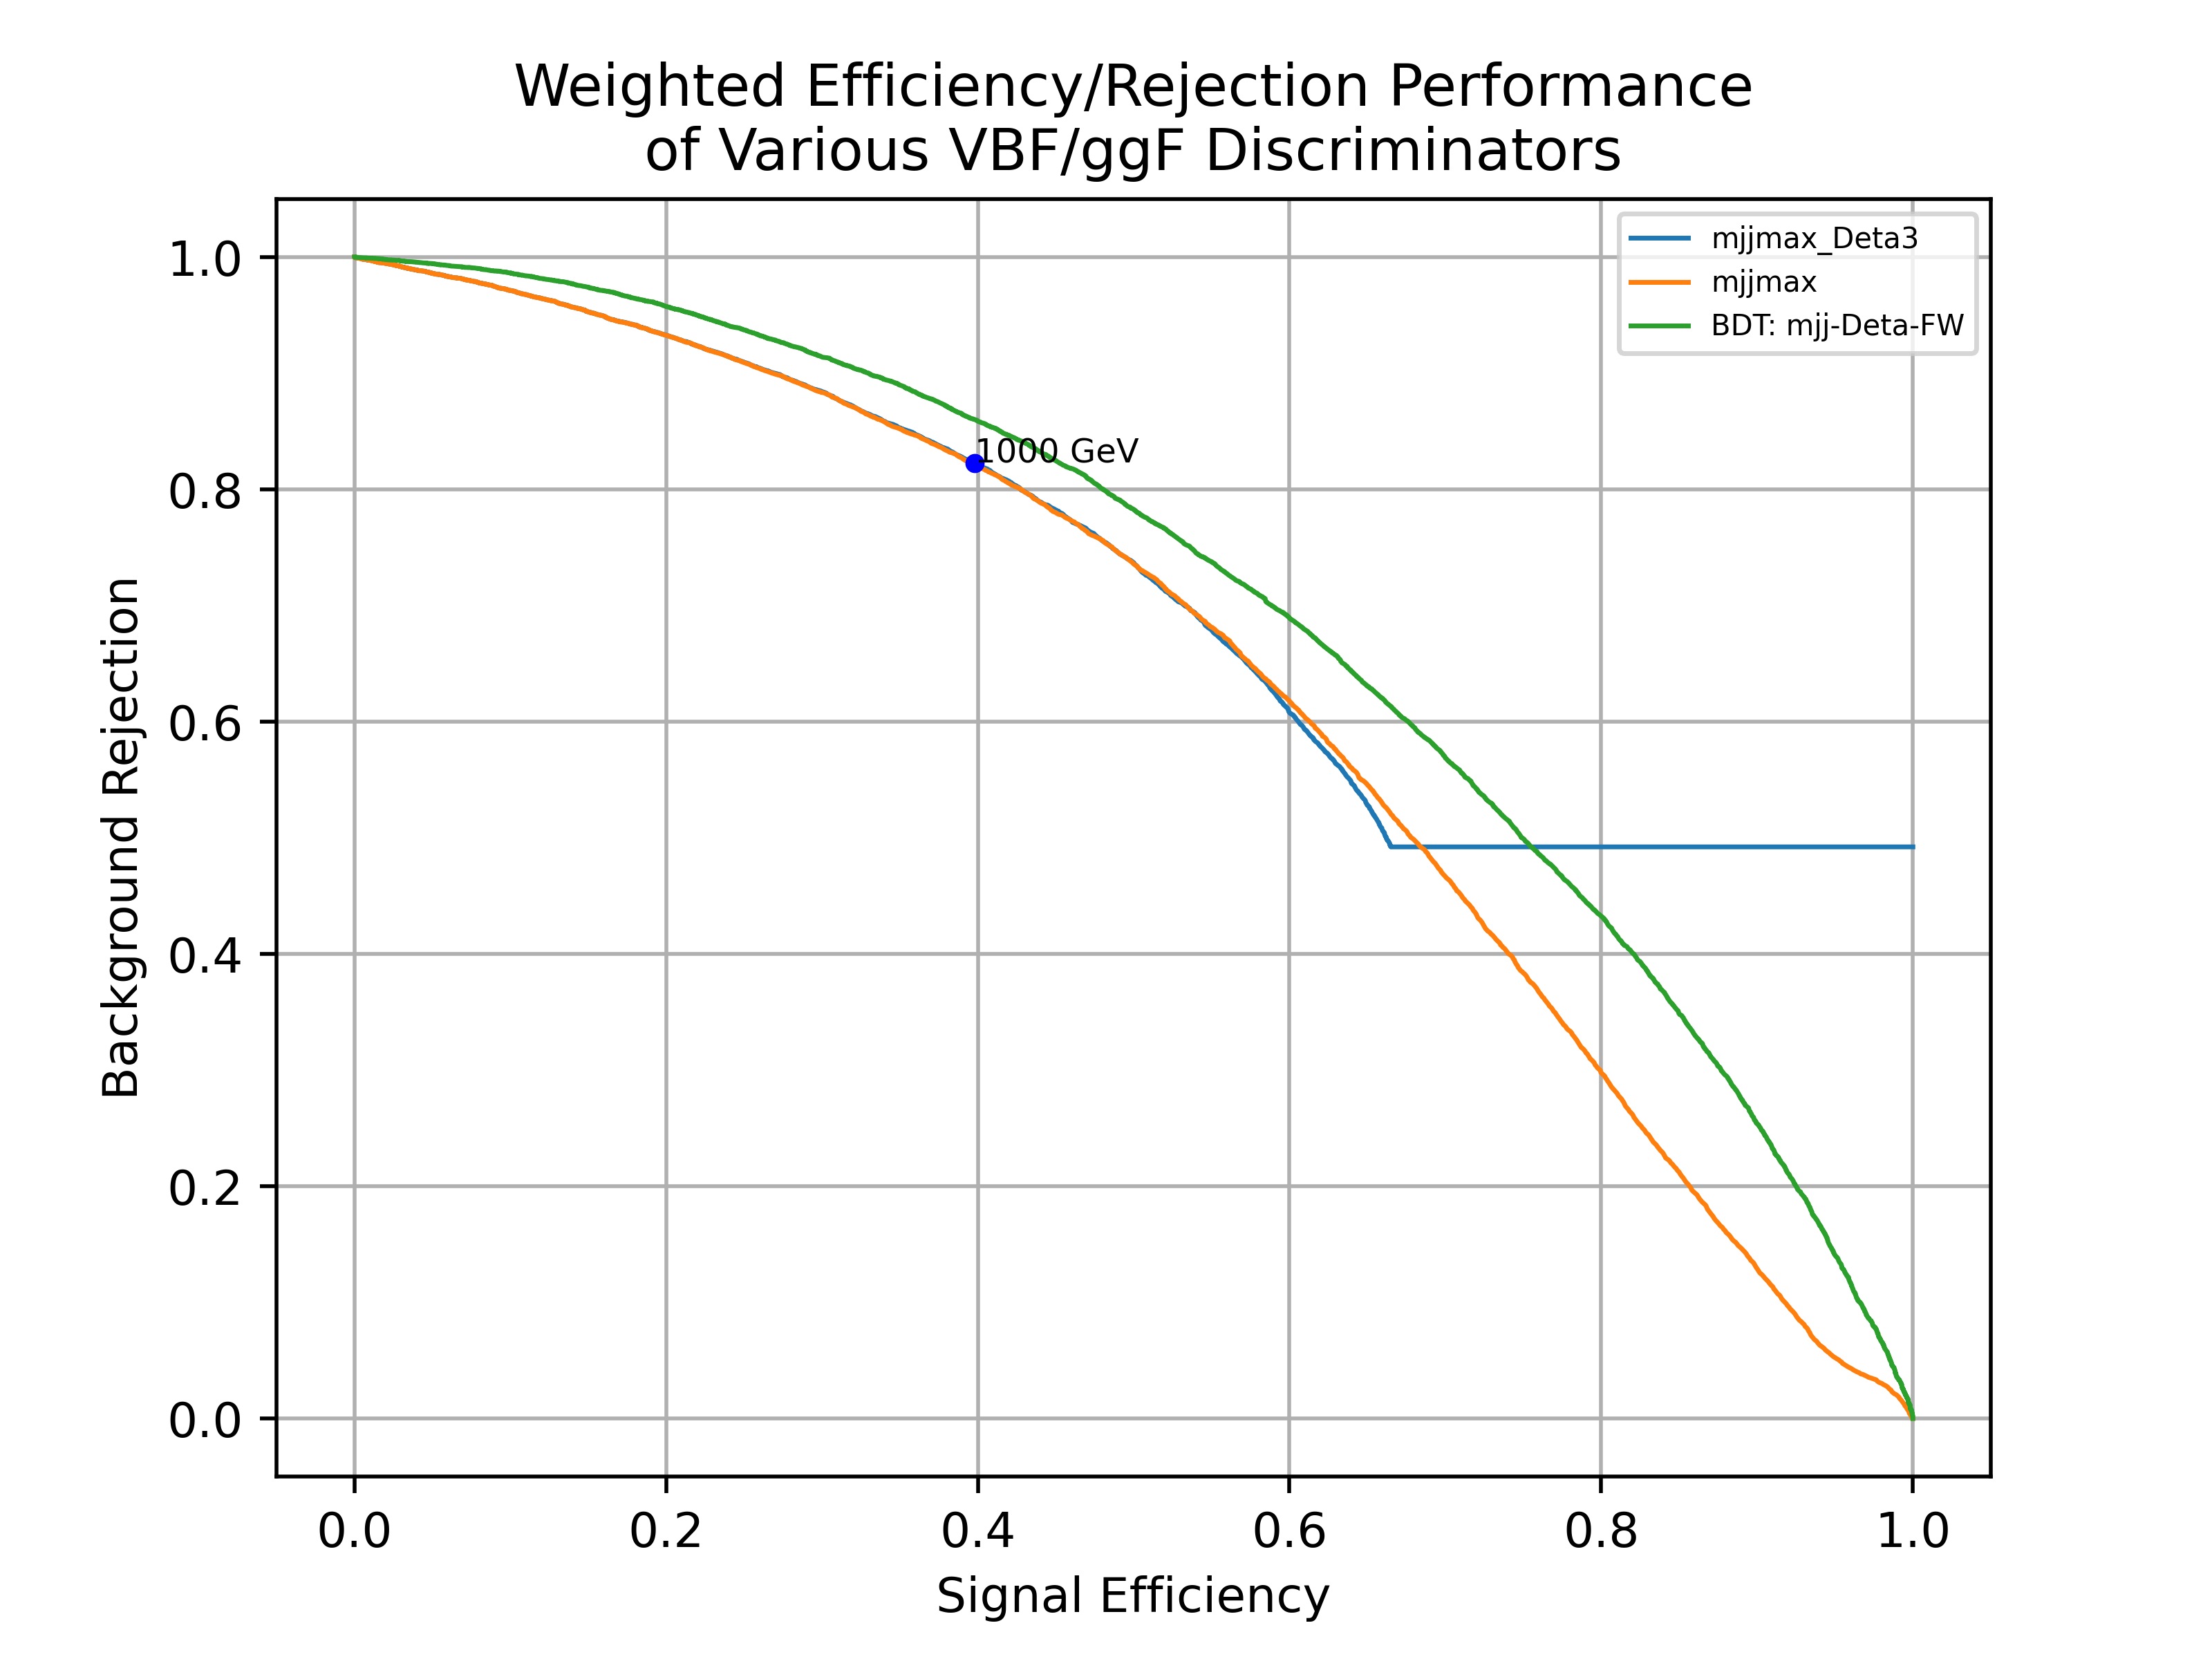 Weighted Efficiency/Rejection Performance
of Various VBF/ggF Discriminators
mjjmax_Deta3
mjjmax
BDT: mjj-Deta-FW
1000 GeV
Background Rejection
1.0
0.8
0.6
0.4
0.2
0.0
0.0 0.2 0.4 0.6 0.8 1.0
Signal Efficiency